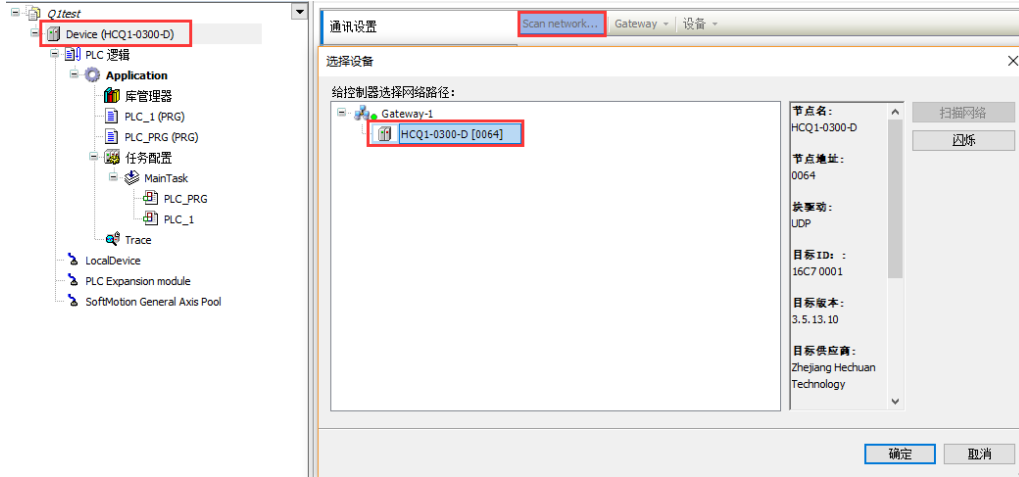 Q1test
Device (HCQ1-0300-D)
PLC 逻辑
Application
库管理器
PLC_1 (PRG)
PLC_PRG (PRG)
任务配置
MainTask
PLC_PRG
PLC_1
Trace
LocalDevice
PLC Expansion module
SoftMotion General Axis Pool
通讯设置
Scan network...
Gateway
设备
选择设备
给控制器选择网络路径:
Gateway-1
HCQ1-0300-D [0064]
节点名:
HCQ1-0300-D
节点地址:
0064
块驱动:
UDP
目标ID: :
16C7 0001
目标版本:
3.5.13.10
目标供应商:
Zhejiang Hechuan
Technology
扫描网络
闪烁
确定
取消